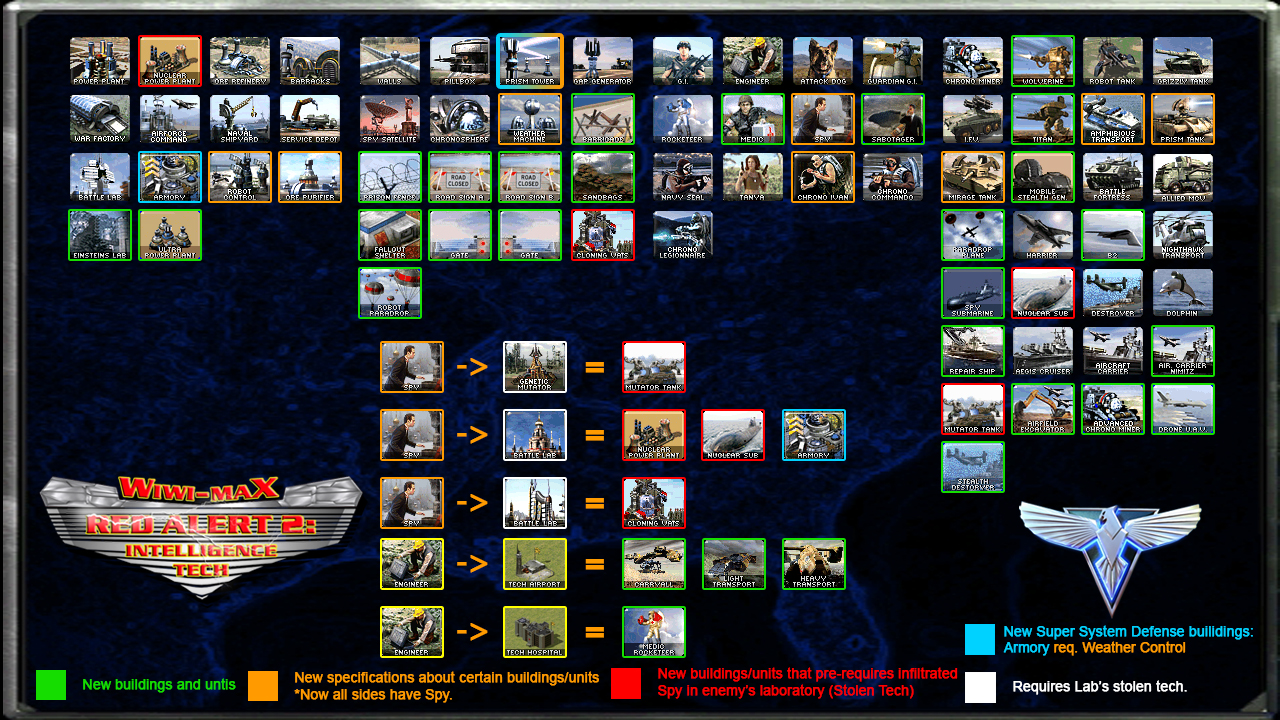 POWER PLANT
NUCLEAR POWER PLANT
ORE REFINERY
BARRACKS
WALLS
PILLBOX
PRISM TOWER
GAP GENERATOR
G.I.
ENGINEER
ATTACK DOG
GUARDIAN G.I.
CHRONO MINER
WOLVERINE
ROBOT TANK
GRIZZLY TANK
WAR FACTORY
AIRFORCE COMMAND
NAVAL SHIPYARD
SERVICE DEPOT
SPY SATELLITE
CHRONOSPHERE
WEATHER MACHINE
BARRICADE
ROCKETEER
MEDIC
SPY
SABOTAGER
I.F.V.
TITAN
AMPHIBIOUS TRANSPORT
PRISM TANK
BATTLE LAB
ARMORY
ROBOT CONTROL
ORE PURIFIER
PRISON FENCE
ROAD CLOSED
ROAD SIGN A
ROAD CLOSED
ROAD SIGN B
SANDBAGS
NAVY SEAL
TANYA
CHRONO IVAN
CHRONO COMMANDO
MIRAGE TANK
MOBILE STEALTH GEN.
BATTLE FORTRESS
ALLIED MCV
EINSTEINS LAB
ULTRA POWER PLANT
FALLOUT SHELTER
GATE
GATE
CLONING VATS
CHRONO LEGIONNAIRE
PARADROP PLANE
HARRIER
B2
NIGHTHAWK TRANSPORT
ROBOT PARADROP
SPY SUBMARINE
NUCLEAR SUB
DESTROYER
DOLPHIN
REPAIR SHIP
AEGIS CRUISER
AIRCRAFT CARRIER
AIR. CARRIER NIMITZ
MUTATOR TANK
AIRFIELD EXCAVATOR
ADVANCED CHRONO MINER
DRONE U.A.V.
STEALTH DESTORYER
SPY -> GENETIC MUTATOR = MUTATOR TANK
SPY -> BATTLE LAB = NUCLEAR POWER PLANT NUCLEAR SUB ARMORY
SPY -> BATTLE LAB = CLONING VATS
ENGINEER -> TECH AIRPORT = CARRYALL LIGHT TRANSPORT HEAVY TRANSPORT
ENGINEER -> TECH HOSPITAL = MEDIC ROCKETEER
WIWI-MAX
RED ALERT 2:
INTELLIGENCE
TECH
New buildings and untis
New specifications about certain buildings/units
*Now all sides have Spy.
New buildings/units that pre-requires Infiltrated
Spy in enemy's laboratory (Stolen Tech)
New Super System Defense builidings:
Armory req. Weather Control
Requires Lab's stolen tech.